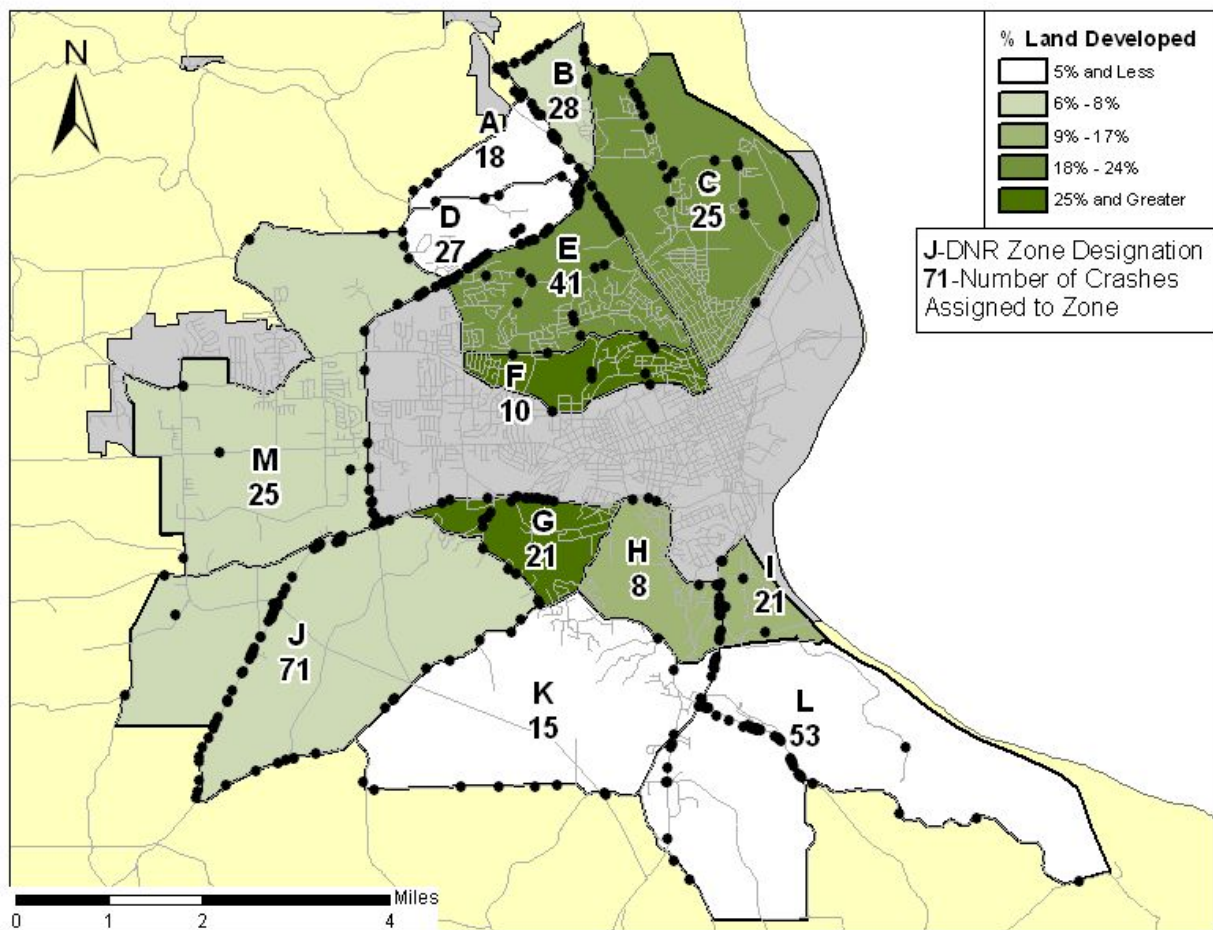 N
% Land Developed
5% and Less
6% - 8%
9% - 17%
18% - 24%
25% and Greater
J-DNR Zone Designation
71-Number of Crashes
Assigned to Zone
B
28
A
18
C
25
D
27
E
41
F
10
M
25
G
21
H
8
I
21
J
71
K
15
L
53
Miles
0 1 2 4